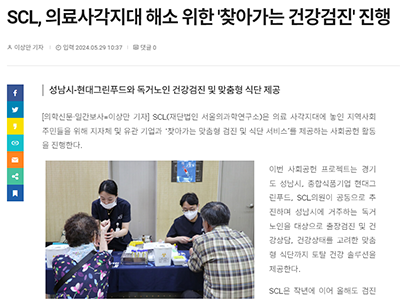 SCL, 의료사각지대 해소 위한 '찾아가는 건강검진' 진행
이상만 기자 입력 2024.05.29 10:37 댓글 0
성남시-현대그린푸드와 독거노인 건강검진 및 맞춤형 식단 제공
[의학신문·일간보사=이상만 기자] SCL(재단법인 서울의과학연구소)은 의료 사각지대에 놓인 지역사회
주민들을 위해 지자체 및 유관 기업과 '찾아가는 맞춤형 검진 및 식단 서비스'를 제공하는 사회공헌 활동
을 진행한다.
이번 사회공헌 프로젝트는 경기
도 성남시, 종합식품기업 현대그
린푸드, SCL의원이 공동으로 추
진하며 성남시에 거주하는 독거
노인을 대상으로 출장검진 및 건
강상담, 건강상태를 고려한 맞춤
형 식단까지 토탈 건강 솔루션을
제공한다.
SCL은 작년에 이어 올해도 검진